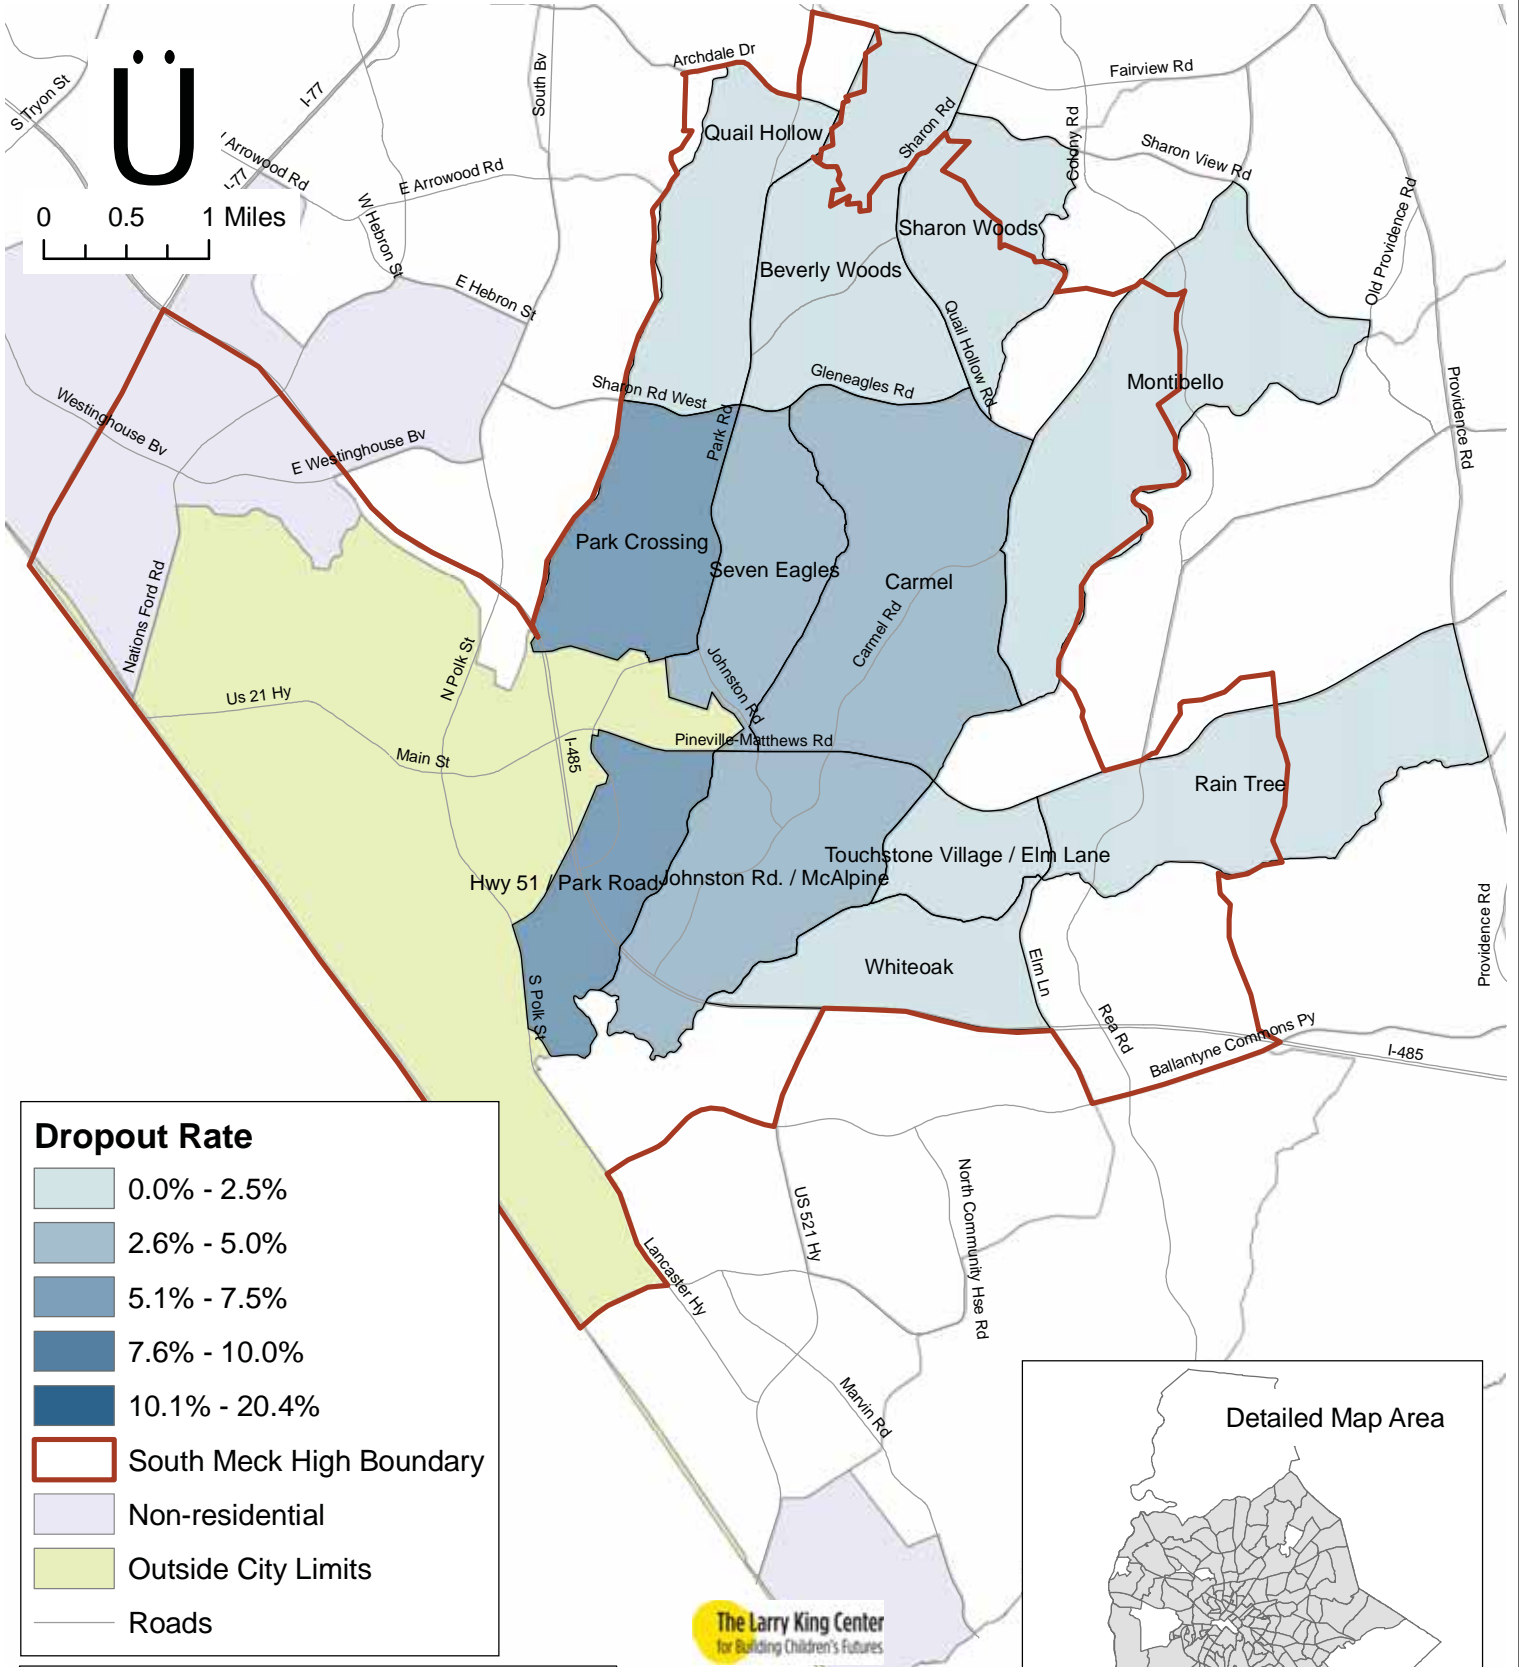 Archdale Dr
Fairview Rd
S Tryon St
Ü
I-77
South Bv
Quail Hollow
Sharon Rd
Colony Rd
Sharon View Rd
Arrowood Rd
I-77
E Arrowood Rd
0 0.5 1 Miles
W Hebron St
Old Providence Rd
Sharon Woods
Beverly Woods
E Hebron St
Quail Hollow Rd
Sharon Rd West
Gleneagles Rd
Montibello
Providence Rd
Westinghouse Bv
E Westinghouse Bv
Park Rd
Park Crossing
Seven Eagles
Carmel
Nations Ford Rd
Carmel Rd
N Polk St
Johnston Rd
Us 21 Hy
Main St
I-485
Pineville-Matthews Rd
Rain Tree
Touchstone Village / Elm Lane
Hwy 51 / Park Road
Johnston Rd. / McAlpine
Providence Rd
Whiteoak
Elm Ln
S Polk St
Rea Rd
Ballantyne Commons Py
I-485
Dropout Rate
0.0% - 2.5%
2.6% - 5.0%
5.1% - 7.5%
7.6% - 10.0%
10.1% - 20.4%
South Meck High Boundary
Non-residential
Outside City Limits
Roads
US 521 Hy
North Community Hse Rd
Lancaster Hy
Marvin Rd
Detailed Map Area
The Larry King Center
for Building Children's Futures